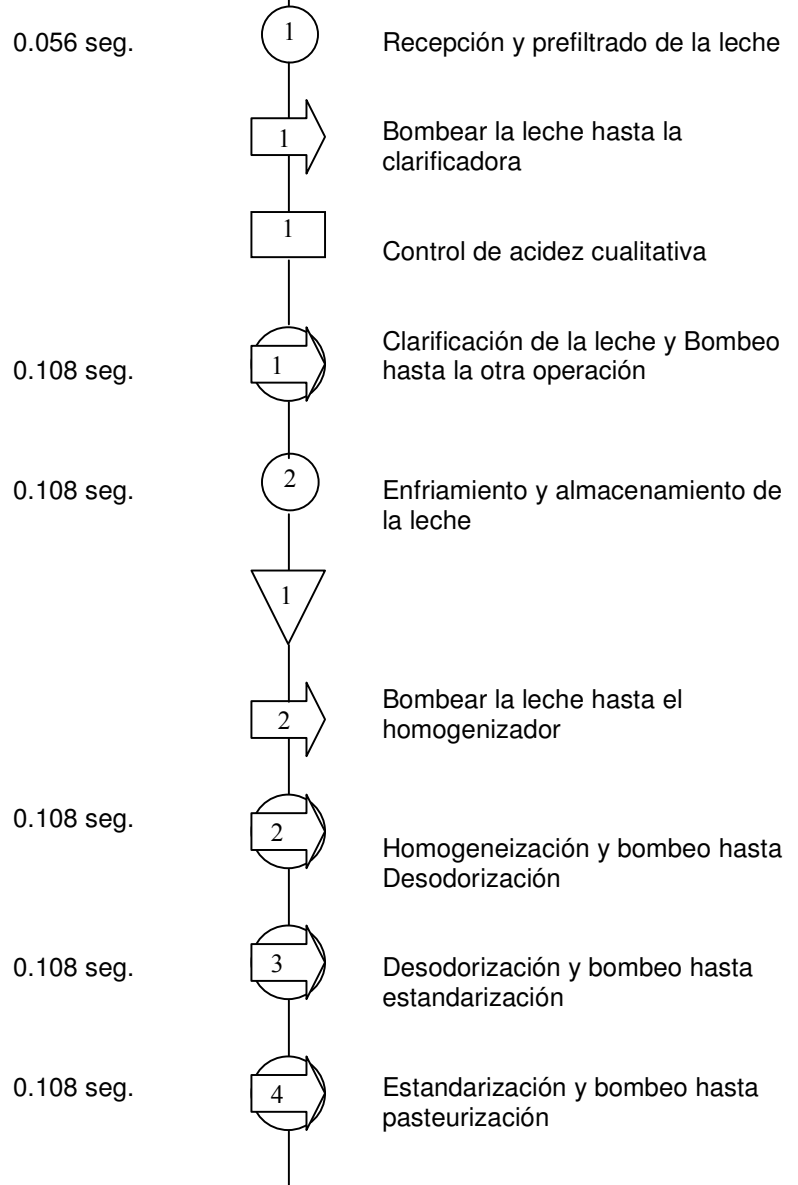 0.056 seg.
1
Recepción y prefiltrado de la leche
1
Bombear la leche hasta la
clarificadora
1
Control de acidez cualitativa
0.108 seg.
1
Clarificación de la leche y Bombeo
hasta la otra operación
0.108 seg.
2
Enfriamiento y almacenamiento de
la leche
1
2
Bombear la leche hasta el
homogenizador
0.108 seg.
2
Homogeneización y bombeo hasta
Desodorización
0.108 seg.
3
Desodorización y bombeo hasta
estandarización
0.108 seg.
4
Estandarización y bombeo hasta
pasteurización